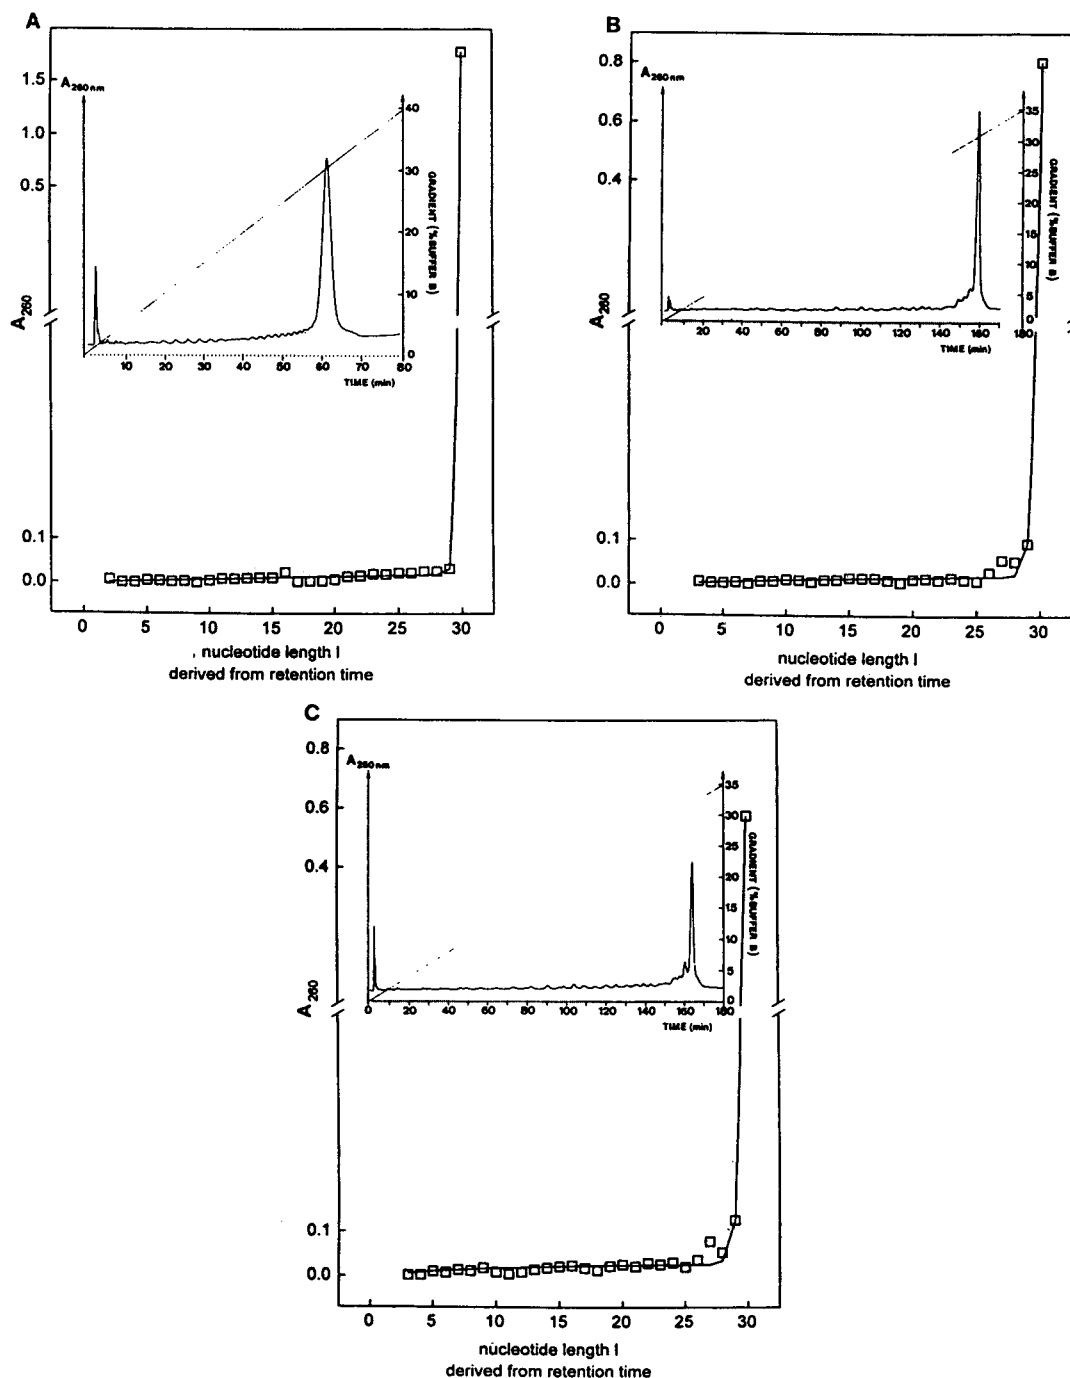 A
1.5
1.0
0.5
A260
0.1
0.0
A260nm
40
30
20
10
0
GRADIENT (%BUFFER B)
10 20 30 40 50 60 70 80
TIME (min)
0 5 10 15 20 25 30
nucleotide length l
derived from retention time
B
0.8
0.6
0.4
A260
0.1
0.0
A260nm
35
30
25
20
15
10
5
0
GRADIENT (%BUFFER B)
20 40 60 80 100 120 140 160 180
TIME (min)
0 5 10 15 20 25 30
nucleotide length l
derived from retention time
C
0.8
0.6
0.4
A260
0.1
0.0
A260nm
35
30
25
20
15
10
5
0
GRADIENT (%BUFFER B)
0 20 40 60 80 100 120 140 160 180
TIME (min)
0 5 10 15 20 25 30
nucleotide length l
derived from retention time